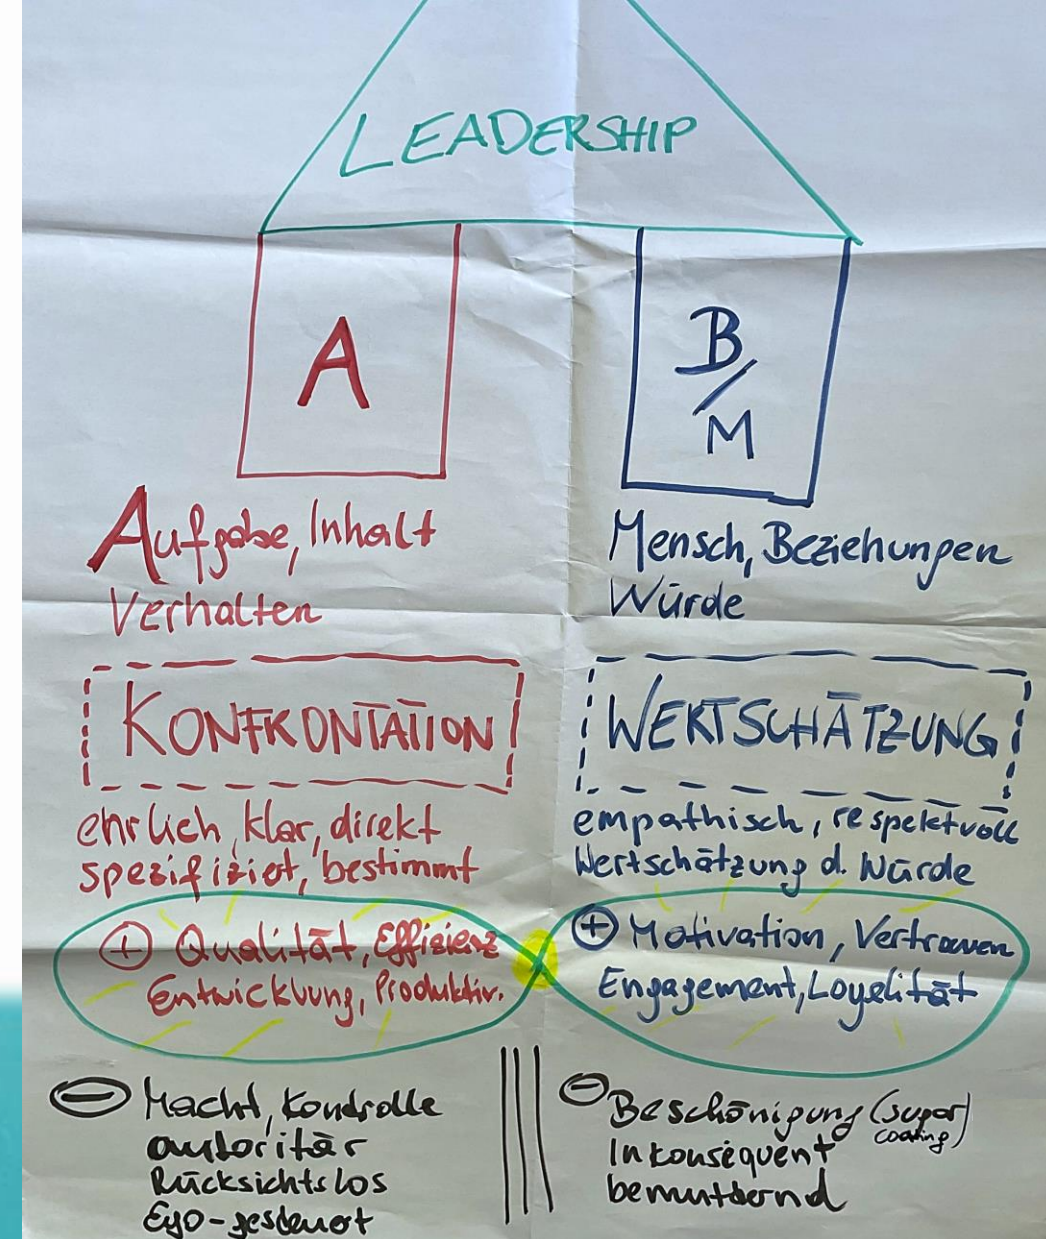 LEADERSHIP
A
B/M
Aufgabe, Inhalt
Verhalten
Mensch, Beziehungen
Würde
KONFRONTATION
WERTSCHÄTZUNG
ehrlich, klar, direkt
spezifiziert, bestimmt
empathisch, respektvoll
Wertschätzung d. Würde
+ Qualität, Effizienz
Entwicklung, Produktiv.
+ Motivation, Vertrauen
Engagement, Loyalität
- Macht, Kontrolle
autoritär
Rücksichtslos
Ego-gesteuert
- Beschönigung (sugar
coating)
Inkonsequent
bemutternd